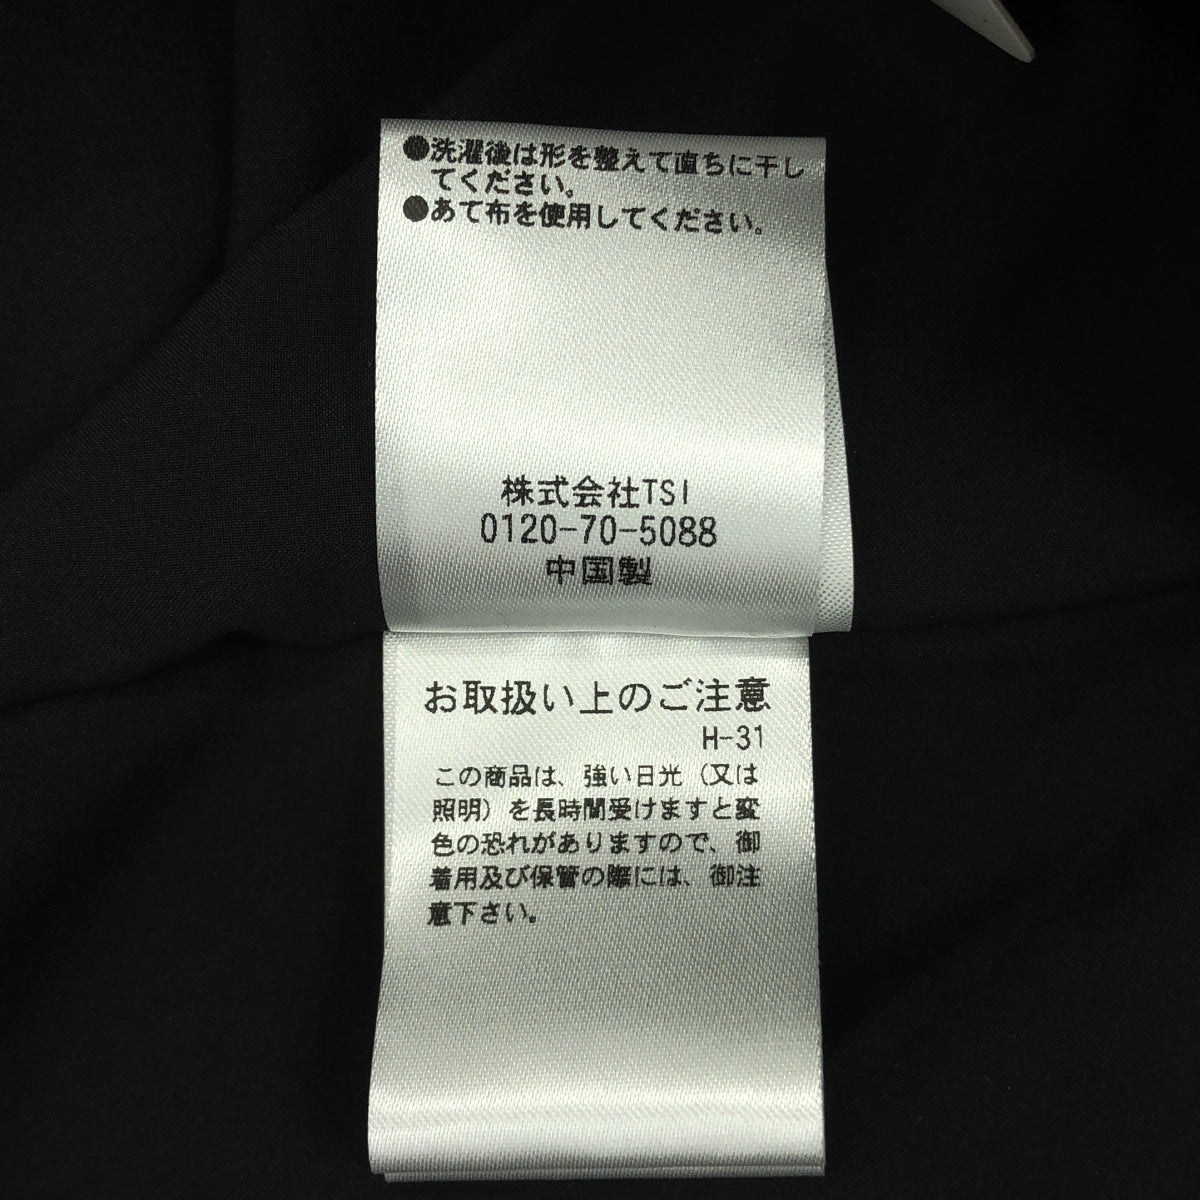 ●洗濯後は形を整えて直ちに干し
てください。
●あて布を使用してください。
株式会社TSI
0120-70-5088
中国製
お取扱い上のご注意
H-31
この商品は、強い日光（又は
照明）を長時間受けますと変
色の恐れがありますので、御
着用及び保管の際には、御注
意下さい。